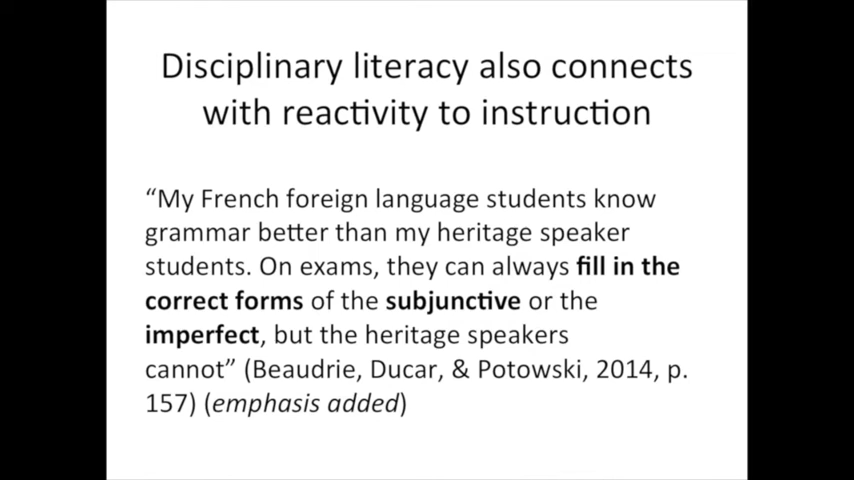 Disciplinary literacy also connects
with reactivity to instruction
“My French foreign language students know
grammar better than my heritage speaker
students. On exams, they can always fill in the
correct forms of the subjunctive or the
imperfect, but the heritage speakers
cannot” (Beaudrie, Ducar, & Potowski, 2014, p.
157) (emphasis added)